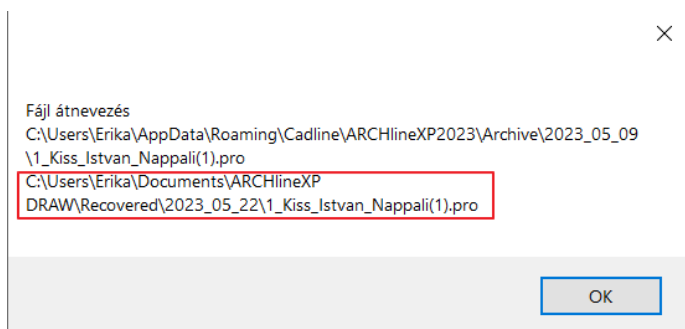 Fájl átnevezés
C:\Users\Erika\AppData\Roaming\Cadline\ARCHlineXP2023\Archive\2023_05_09
\1_Kiss_Istvan_Nappali(1).pro
C:\Users\Erika\Documents\ARCHlineXP
DRAW\Recovered\2023_05_22\1_Kiss_Istvan_Nappali(1).pro
OK